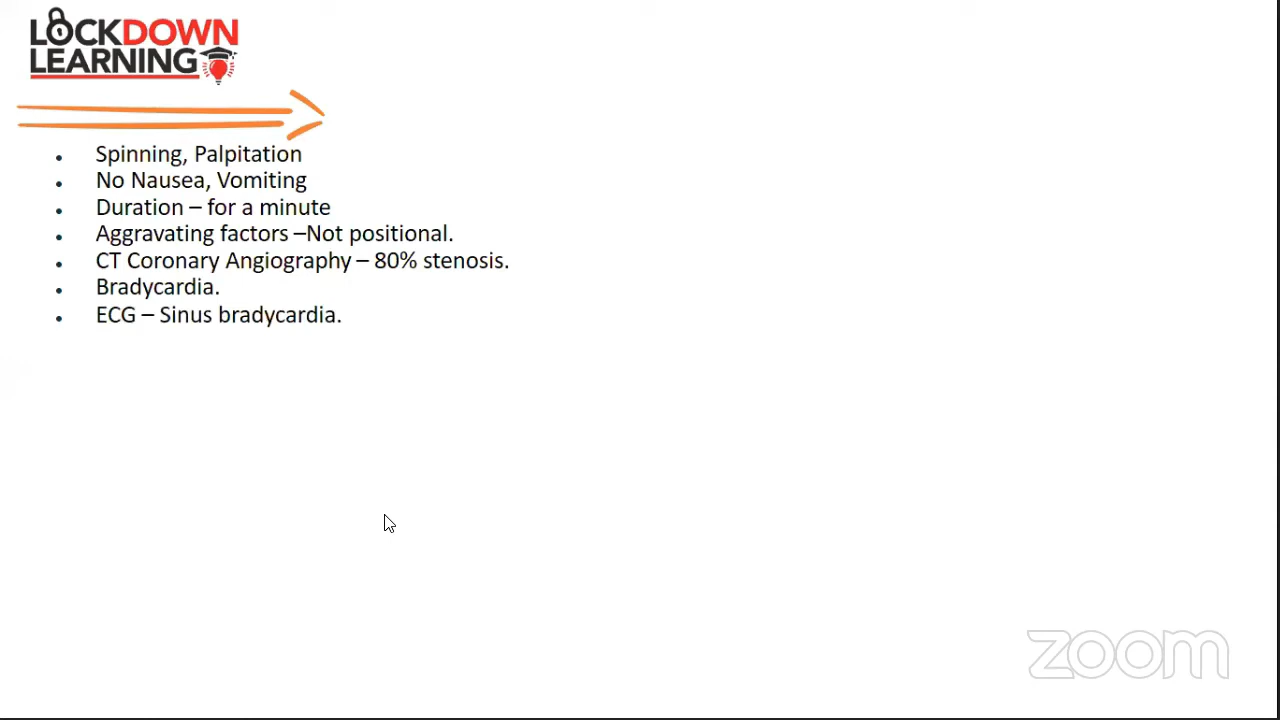 LOCKDOWN
LEARNING
• Spinning, Palpitation
• No Nausea, Vomiting
• Duration – for a minute
• Aggravating factors –Not positional.
• CT Coronary Angiography – 80% stenosis.
• Bradycardia.
• ECG – Sinus bradycardia.
zoom